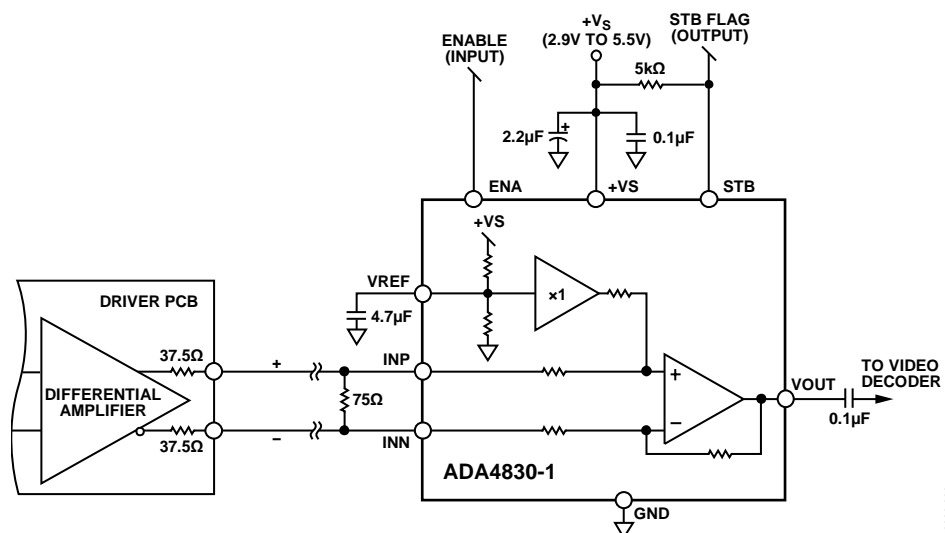 ENABLE
(INPUT)
+VS
(2.9V TO 5.5V)
STB FLAG
(OUTPUT)
5kΩ
2.2µF
+
0.1µF
ENA
+VS
STB
+VS
VREF
×1
4.7µF
DRIVER PCB
37.5Ω
+
INP
DIFFERENTIAL
AMPLIFIER
75Ω
37.5Ω
–
INN
+
–
VOUT
TO VIDEO
DECODER
0.1µF
ADA4830-1
GND